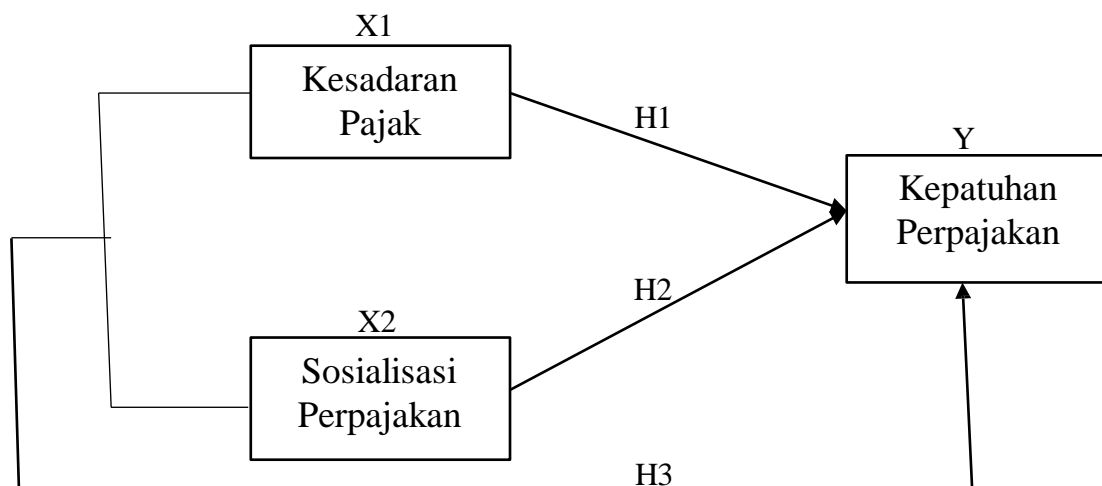 X1
Kesadaran
Pajak
H1
Y
Kepatuhan
Perpajakan
H2
X2
Sosialisasi
Perpajakan
H3